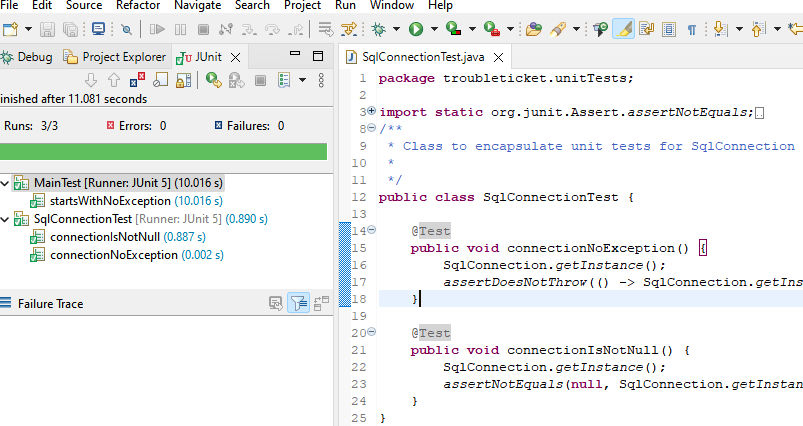 File Edit Source Refactor Navigate Search Project Run Window Help
Debug Project Explorer JUnit
inished after 11.081 seconds
Runs: 3/3 Errors: 0 Failures: 0
MainTest [Runner: JUnit 5] (10.016 s)
startsWithNoException (10.016 s)
SqlConnectionTest [Runner: JUnit 5] (0.890 s)
connectionIsNotNull (0.887 s)
connectionNoException (0.002 s)
Failure Trace
SqlConnectionTest.java
1 package troubleticket.unitTests;
2
3 import static org.junit.Assert.assertNotEquals;
8 /**
9 * Class to encapsulate unit tests for SqlConnection
10 *
11 */
12 public class SqlConnectionTest {
13
14 @Test
15 public void connectionNoException() {
16 SqlConnection.getInstance();
17 assertDoesNotThrow(() -> SqlConnection.getIns
18 }
19
20 @Test
21 public void connectionIsNotNull() {
22 SqlConnection.getInstance();
23 assertNotEquals(null, SqlConnection.getInstan
24 }
25 }